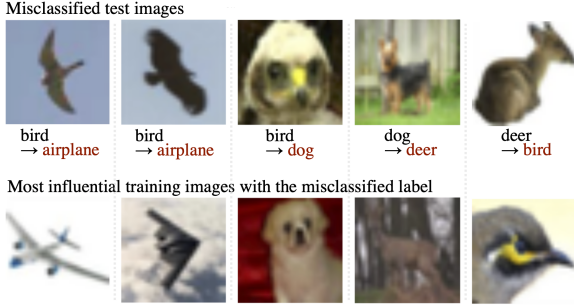 Misclassified test images
bird bird bird dog deer
→ airplane → airplane → dog → deer → bird
Most influential training images with the misclassified label